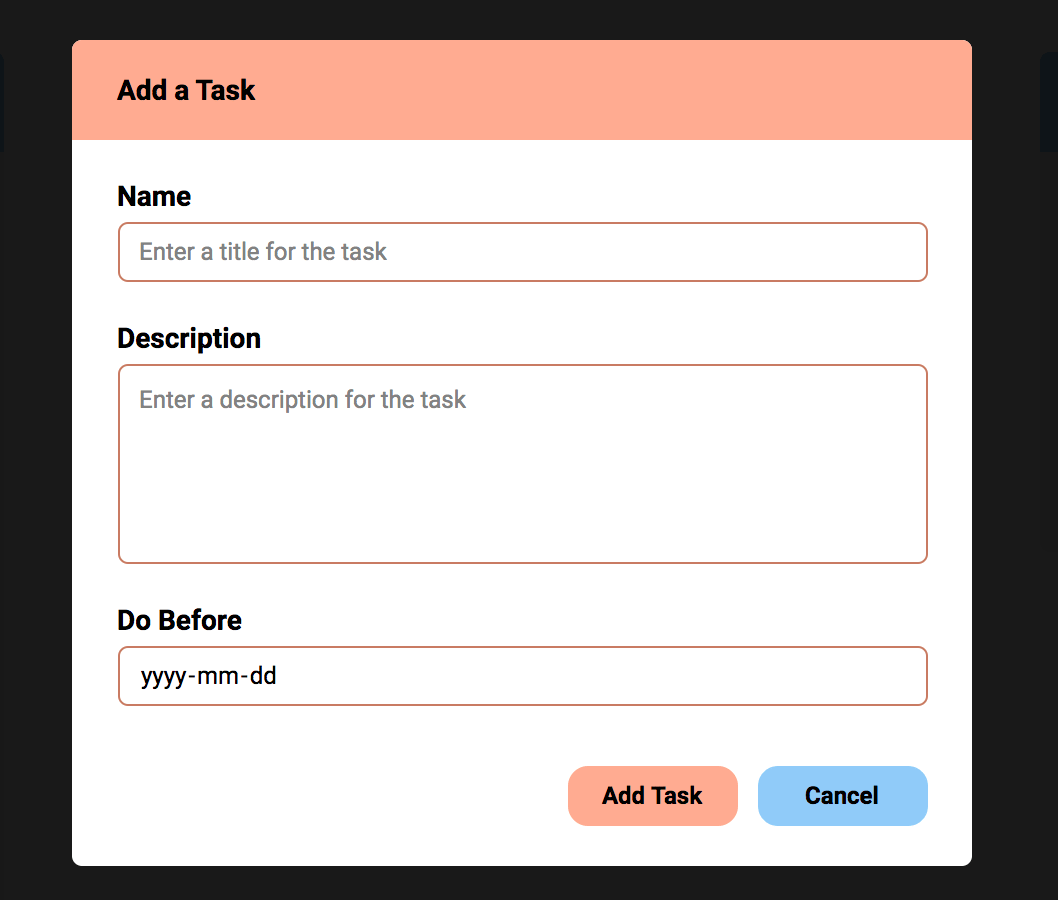 Add a Task
Name
Enter a title for the task
Description
Enter a description for the task
Do Before
yyyy-mm-dd
Add Task
Cancel